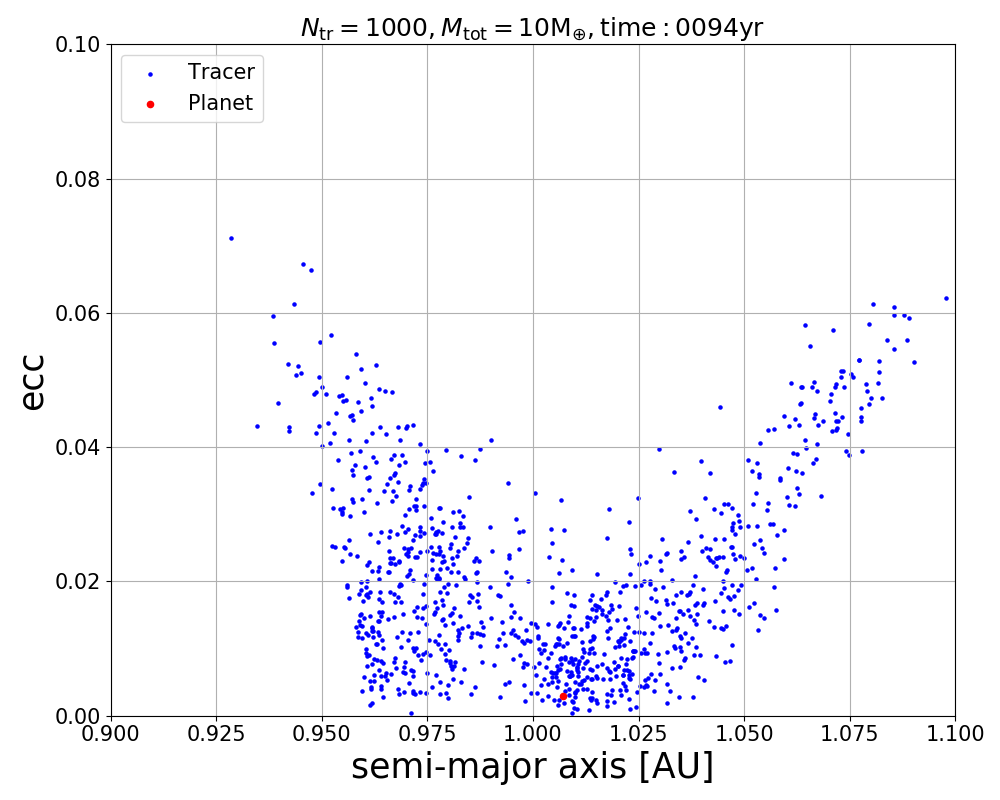 N_tr = 1000, M_tot = 10M_⊕, time : 0094yr
Tracer
Planet
ecc
0.10
0.08
0.06
0.04
0.02
0.00
0.900 0.925 0.950 0.975 1.000 1.025 1.050 1.075 1.100
semi-major axis [AU]